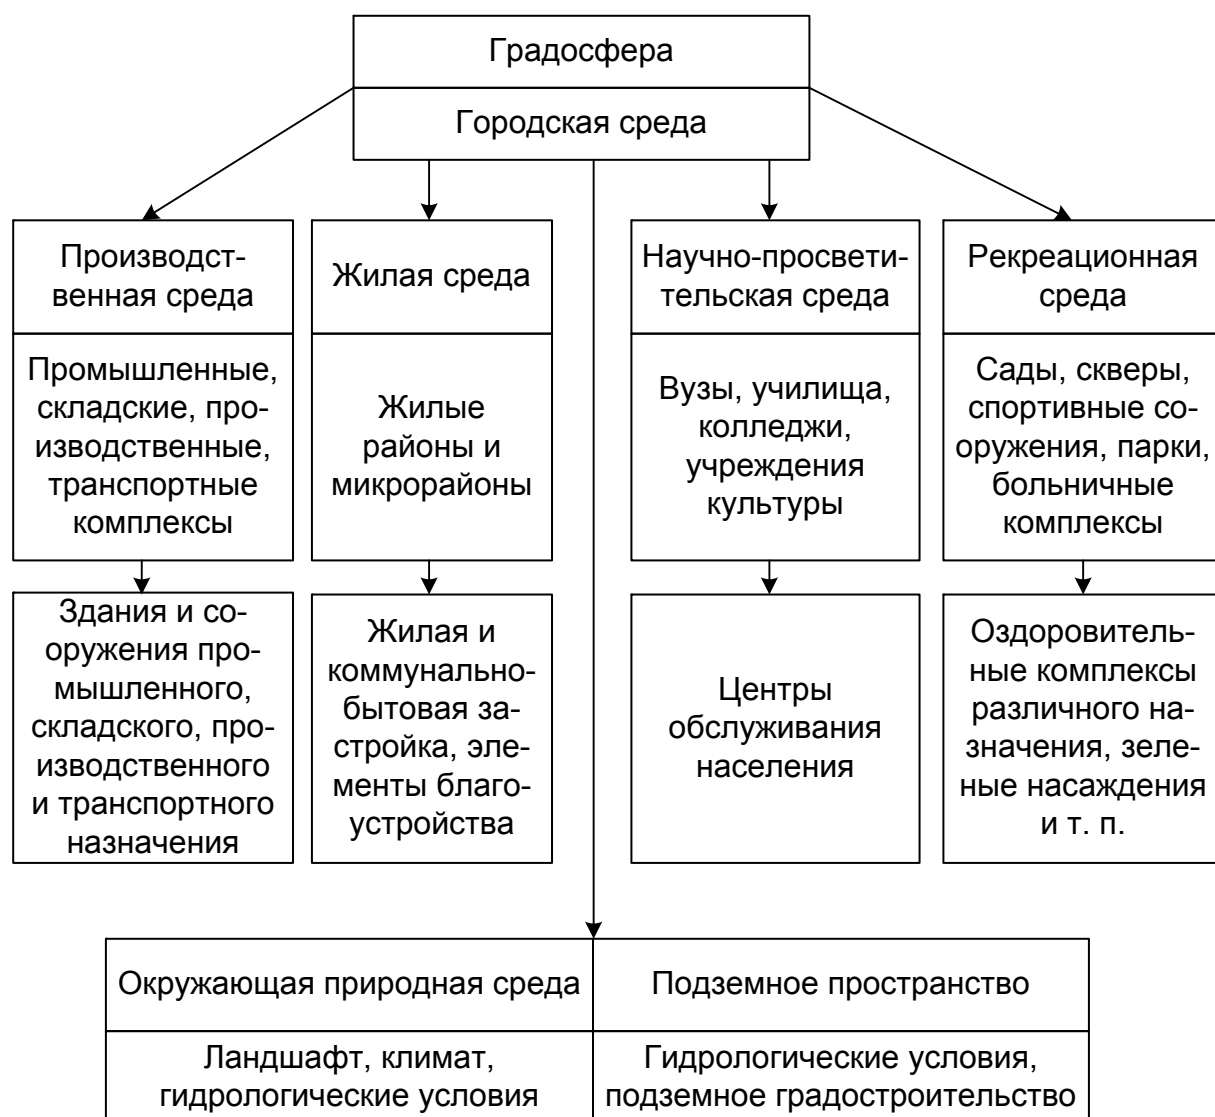 Градосфера
Городская среда
Производст-
венная среда
Жилая среда
Научно-просвети-
тельская среда
Рекреационная
среда
Промышленные,
складские, про-
изводственные,
транспортные
комплексы
Жилые
районы и
микрорайоны
Вузы, училища,
колледжи,
учреждения
культуры
Сады, скверы,
спортивные со-
оружения, парки,
больничные
комплексы
Здания и со-
оружения про-
мышленного,
складского, про-
изводственного
и транспортного
назначения
Жилая и
коммунально-
бытовая за-
стройка, эле-
менты благо-
устройства
Центры
обслуживания
населения
Оздоровитель-
ные комплексы
различного на-
значения, зеле-
ные насаждения
и т. п.
Окружающая природная среда
Подземное пространство
Ландшафт, климат,
гидрологические условия
Гидрологические условия,
подземное градостроительство